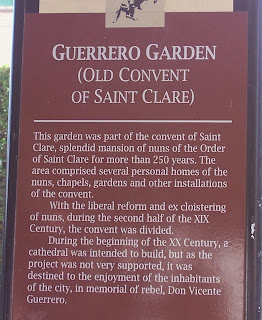 GUERRERO GARDEN
(OLD CONVENT
OF SAINT CLARE)
This garden was part of the convent of Saint
Clare, splendid mansion of nuns of the Order
of Saint Clare for more than 250 years. The
area comprised several personal homes of the
nuns, chapels, gardens and other installations
of the convent.
With the liberal reform and ex cloistering
of nuns, during the second half of the XIX
Century, the convent was divided.
During the beginning of the XX Century, a
cathedral was intended to build, but as the
project was not very supported, it was
destined to the enjoyment of the inhabitants
of the city, in memorial of rebel, Don Vicente
Guerrero.